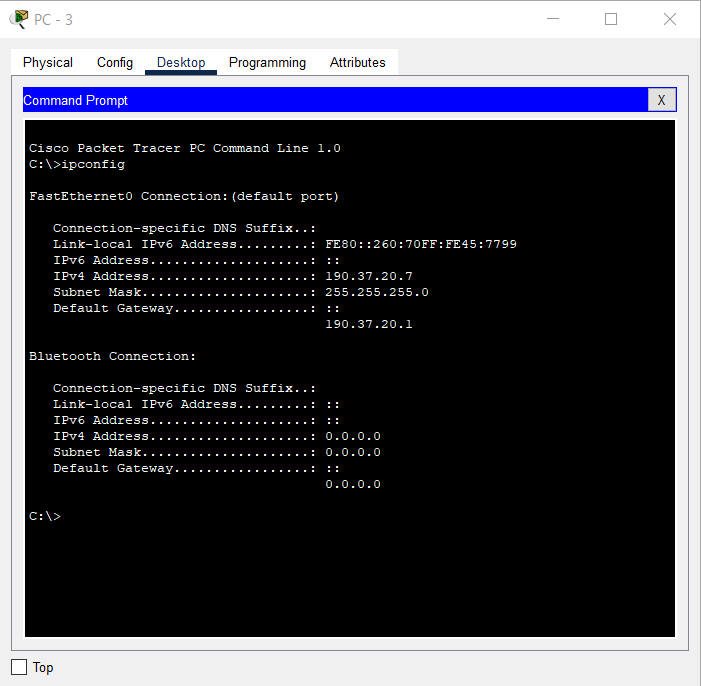 PC - 3
Physical Config Desktop Programming Attributes
Command Prompt X
Cisco Packet Tracer PC Command Line 1.0
C:\>ipconfig
FastEthernet0 Connection:(default port)
Connection-specific DNS Suffix..:
Link-local IPv6 Address.........: FE80::260:70FF:FE45:7799
IPv6 Address....................: ::
IPv4 Address....................: 190.37.20.7
Subnet Mask.....................: 255.255.255.0
Default Gateway.................: ::
190.37.20.1
Bluetooth Connection:
Connection-specific DNS Suffix..:
Link-local IPv6 Address.........: ::
IPv6 Address....................: ::
IPv4 Address....................: 0.0.0.0
Subnet Mask.....................: 0.0.0.0
Default Gateway.................: ::
0.0.0.0
C:\>
Top